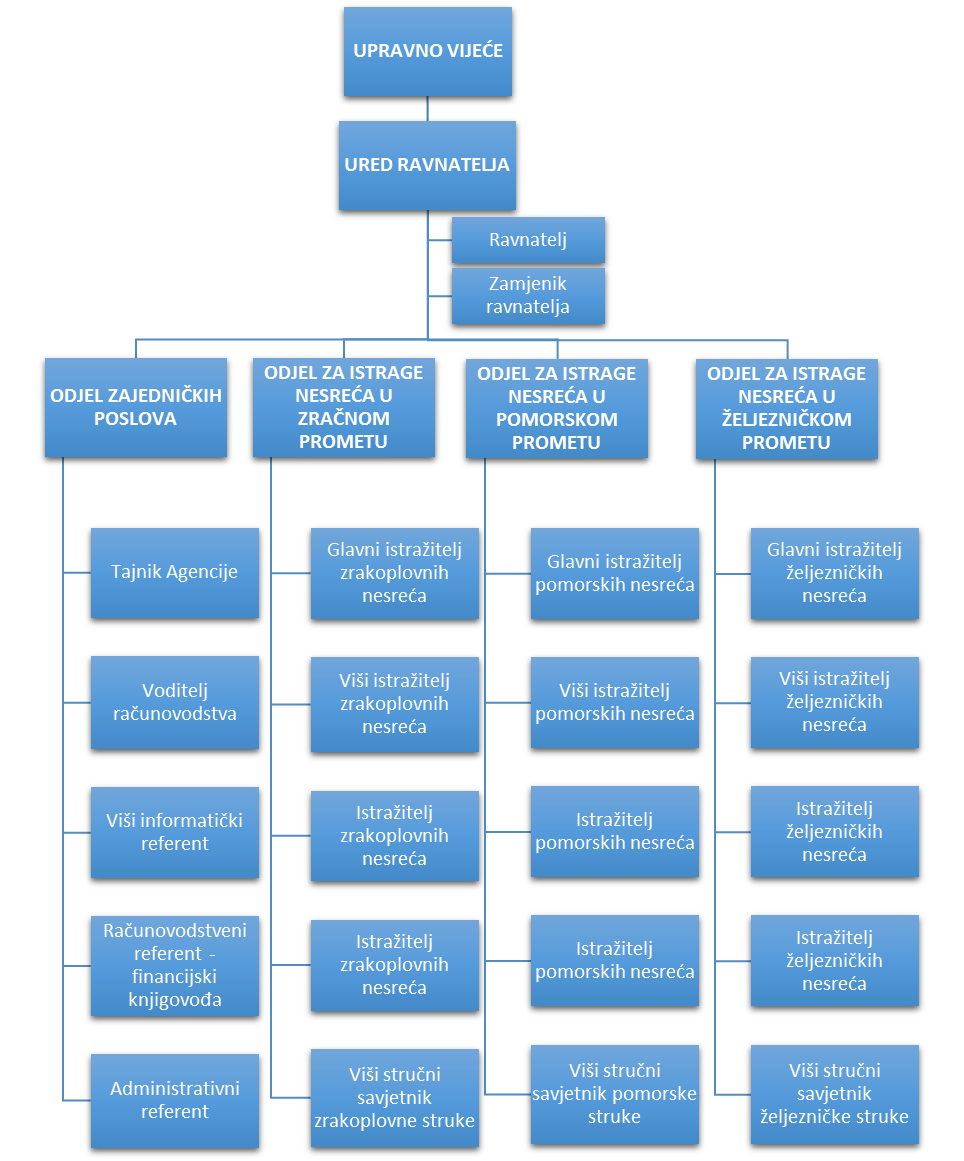 UPRAVNO VIJEĆE
URED RAVNATELJA
Ravnatelj
Zamjenik
ravnatelja
ODJEL ZAJEDNIČKIH
POSLOVA
Tajnik Agencije
Voditelj
računovodstva
Viši informatički
referent
Računovodstveni
referent -
financijski
knjigovođa
Administrativni
referent
ODJEL ZA ISTRAGE
NESREĆA U
ZRAČNOM
PROMETU
Glavni istražitelj
zrakoplovnih
nesreća
Viši istražitelj
zrakoplovnih
nesreća
Istražitelj
zrakoplovnih
nesreća
Istražitelj
zrakoplovnih
nesreća
Viši stručni
savjetnik
zrakoplovne struke
ODJEL ZA ISTRAGE
NESREĆA U
POMORSKOM
PROMETU
Glavni istražitelj
pomorskih nesreća
Viši istražitelj
pomorskih nesreća
Istražitelj
pomorskih nesreća
Istražitelj
pomorskih nesreća
Viši stručni
savjetnik pomorske
struke
ODJEL ZA ISTRAGE
NESREĆA U
ŽELJEZNIČKOM
PROMETU
Glavni istražitelj
željezničkih
nesreća
Viši istražitelj
željezničkih
nesreća
Istražitelj
željezničkih
nesreća
Istražitelj
željezničkih
nesreća
Viši stručni
savjetnik
željezničke struke